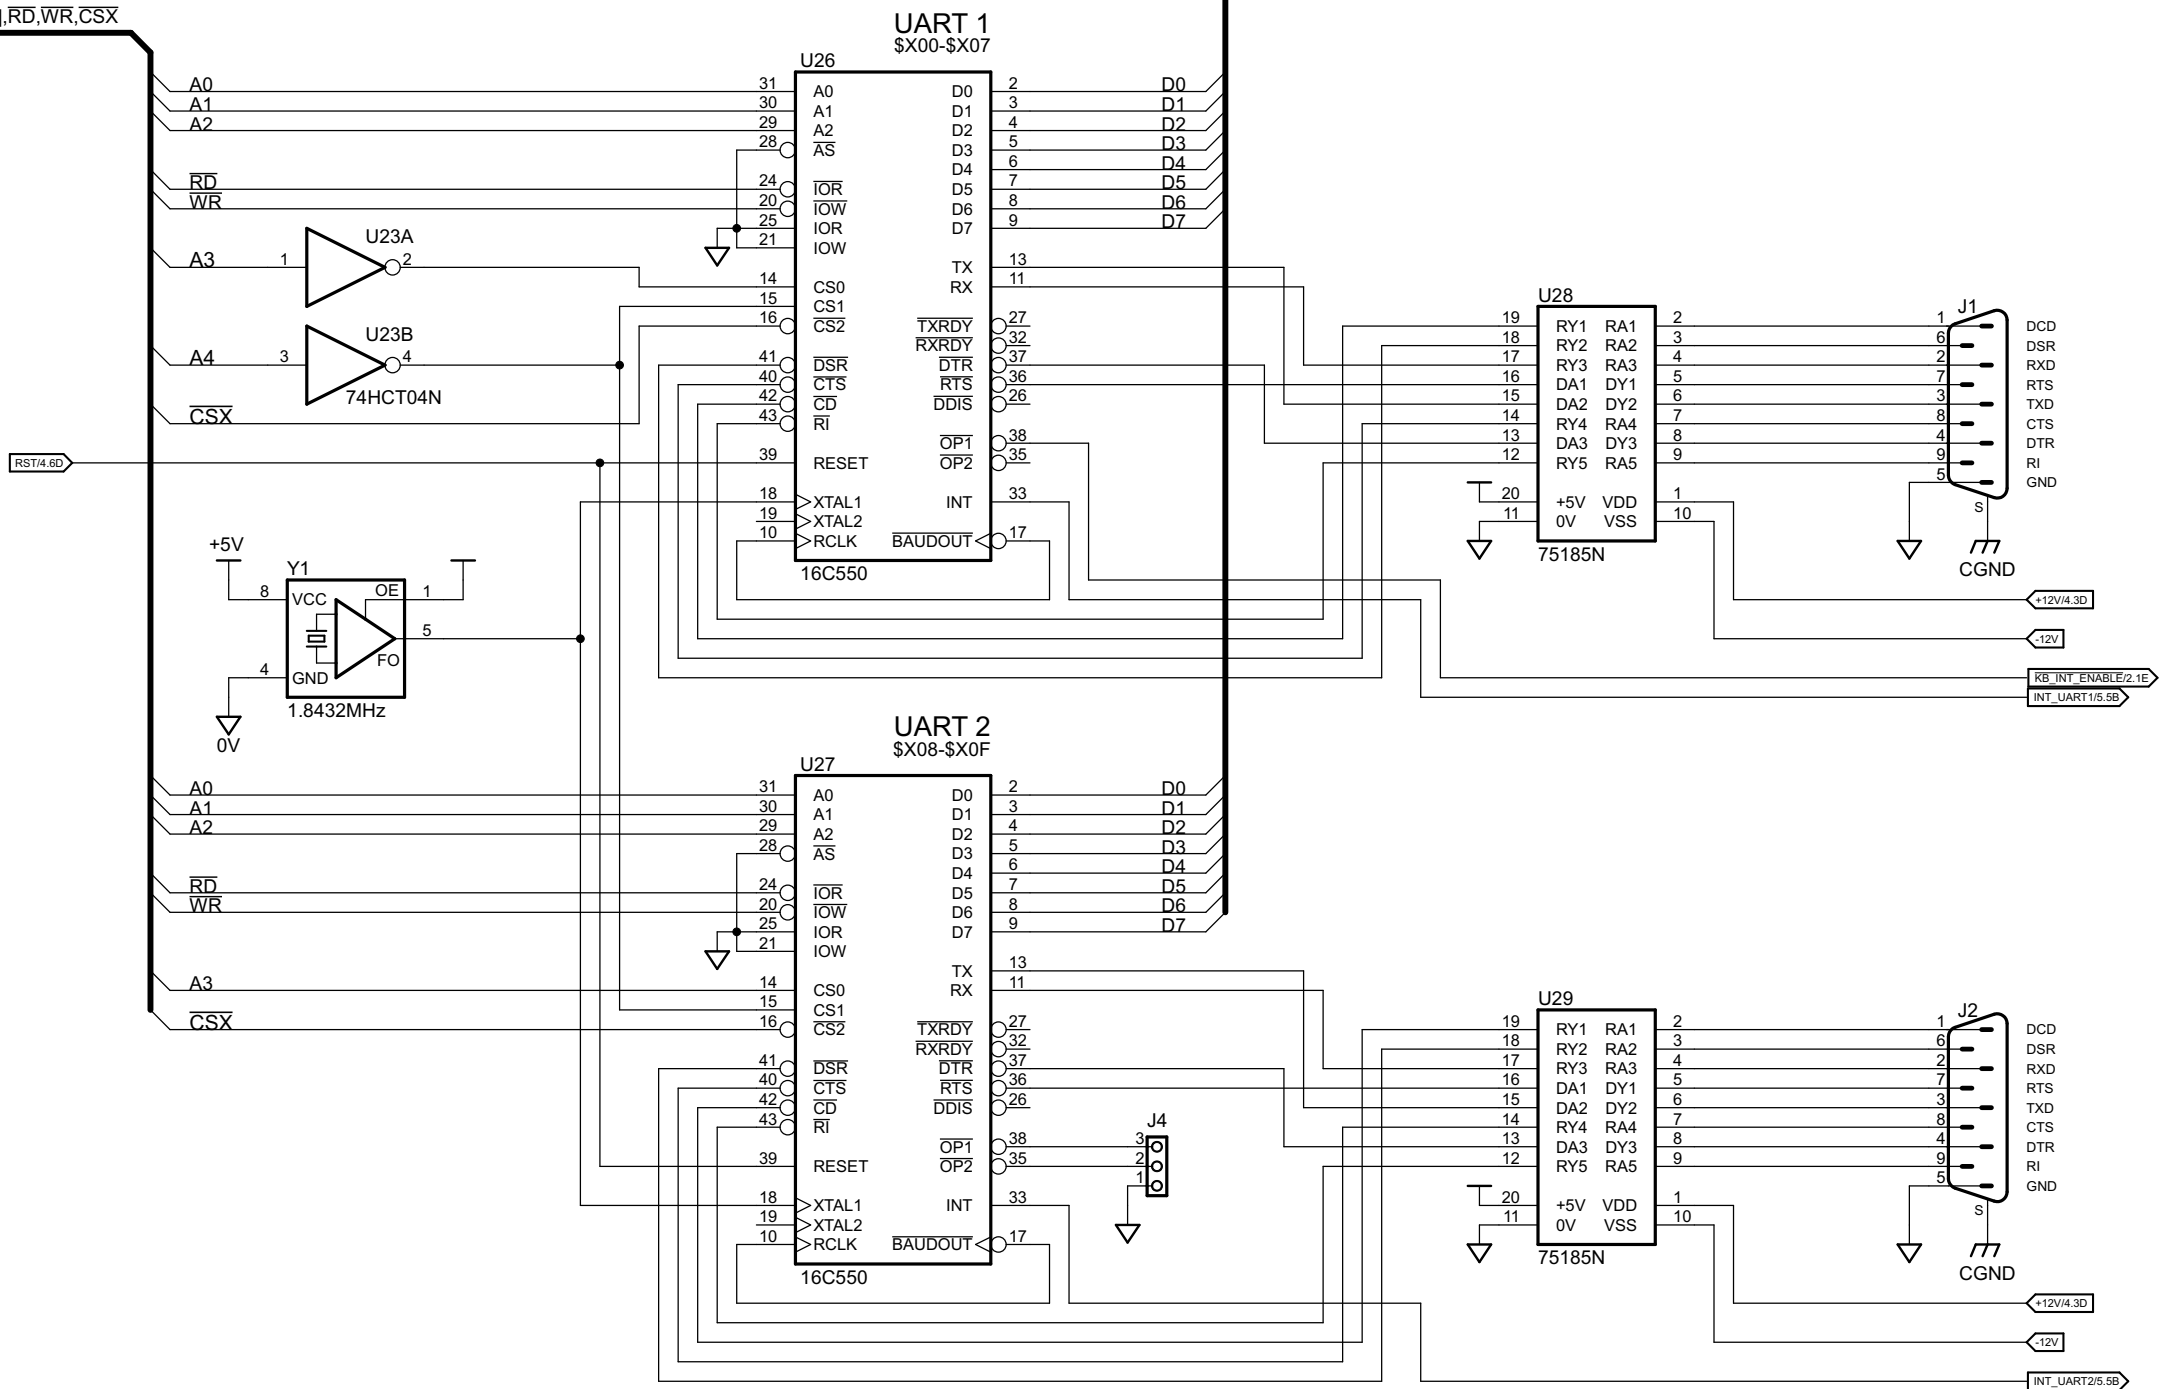 ],RD,WR,CSX
UART 1
$X00-$X07
U26
A0 31 A0 D0 2 D0
A1 30 A1 D1 3 D1
A2 29 A2 D2 4 D2
28 AS D3 5 D3
D4 6 D4
RD 24 IOR D5 7 D5
WR 20 IOW D6 8 D6
25 IOR D7 9 D7
21 IOW
U23A
A3 1 2
TX 13
14 CS0 RX 11
15 CS1
16 CS2 TXRDY 27
RXRDY 32
U23B
A4 3 4
74HCT04N
41 DSR DTR 37
40 CTS RTS 36
42 CD DDIS 26
43 RI
CSX
OP1 38
RST/4.6D
39 RESET OP2 35
18 XTAL1 INT 33
19 XTAL2
10 RCLK BAUDOUT 17
16C550
U28
19 RY1 RA1 2
18 RY2 RA2 3
17 RY3 RA3 4
16 DA1 DY1 5
15 DA2 DY2 6
14 RY4 RA4 7
13 DA3 DY3 8
12 RY5 RA5 9
20 +5V VDD 1
11 0V VSS 10
75185N
J1
1 DCD
6 DSR
2 RXD
7 RTS
3 TXD
8 CTS
4 DTR
9 RI
5 GND
S
CGND
+12V/4.3D
-12V
KB_INT_ENABLE/2.1E
INT_UART1/5.5B
+5V
Y1
8 VCC OE 1
5
FO
4 GND
1.8432MHz
0V
UART 2
$X08-$X0F
U27
A0 31 A0 D0 2 D0
A1 30 A1 D1 3 D1
A2 29 A2 D2 4 D2
28 AS D3 5 D3
D4 6 D4
RD 24 IOR D5 7 D5
WR 20 IOW D6 8 D6
25 IOR D7 9 D7
21 IOW
TX 13
A3 14 CS0 RX 11
15 CS1
CSX 16 CS2 TXRDY 27
RXRDY 32
41 DSR DTR 37
40 CTS RTS 36
42 CD DDIS 26
43 RI
J4
OP1 38 3
39 RESET OP2 35 2
1
18 XTAL1 INT 33
19 XTAL2
10 RCLK BAUDOUT 17
16C550
U29
19 RY1 RA1 2
18 RY2 RA2 3
17 RY3 RA3 4
16 DA1 DY1 5
15 DA2 DY2 6
14 RY4 RA4 7
13 DA3 DY3 8
12 RY5 RA5 9
20 +5V VDD 1
11 0V VSS 10
75185N
J2
1 DCD
6 DSR
2 RXD
7 RTS
3 TXD
8 CTS
4 DTR
9 RI
5 GND
S
CGND
+12V/4.3D
-12V
INT_UART2/5.5B